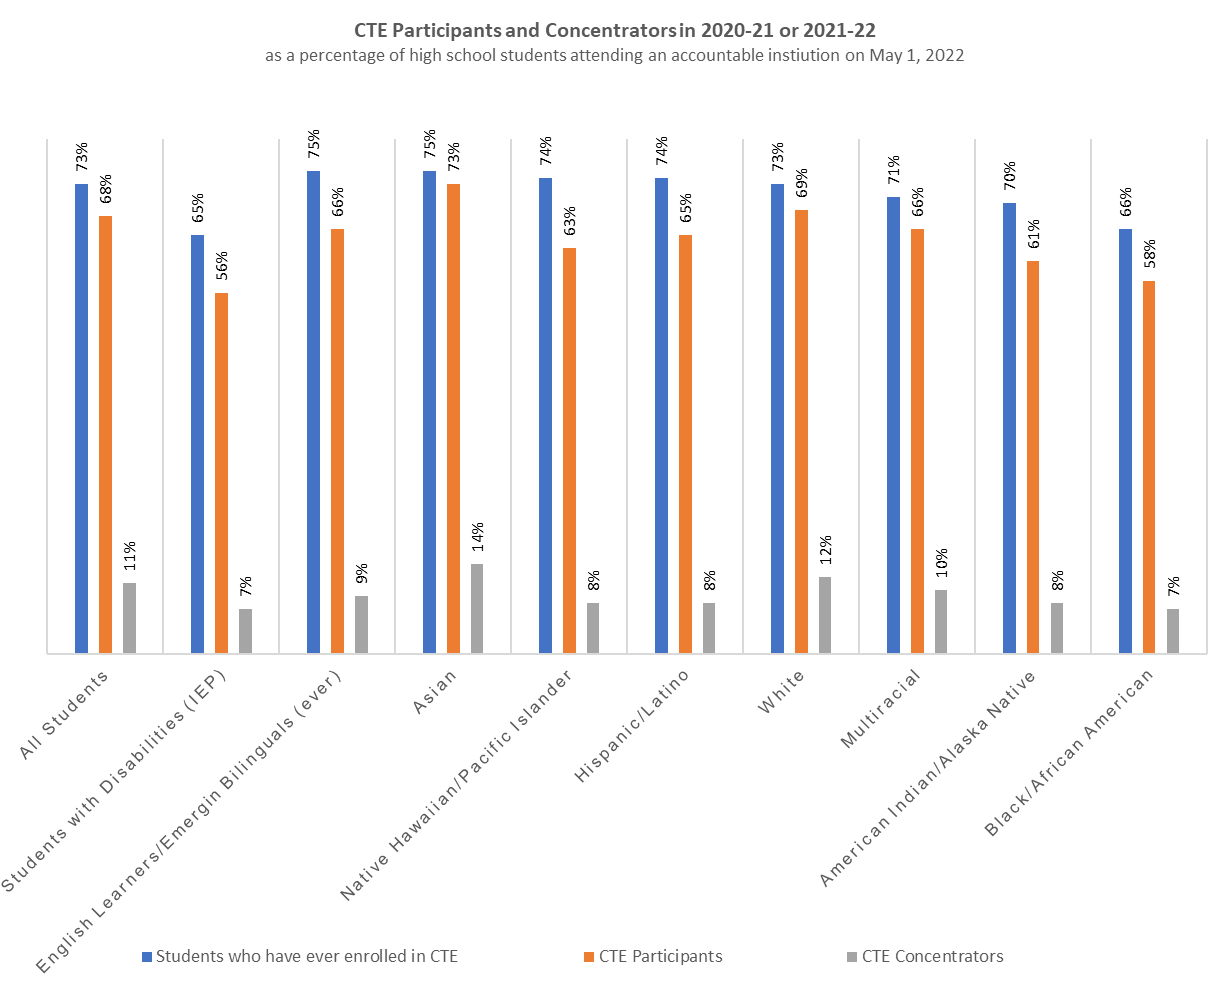 CTE Participants and Concentrators in 2020-21 or 2021-22
as a percentage of high school students attending an accountable instiution on May 1, 2022
73%
68%
11%
65%
56%
7%
75%
66%
9%
75%
73%
14%
74%
63%
8%
74%
65%
8%
73%
69%
12%
71%
66%
10%
70%
61%
8%
66%
58%
7%
All Students
Students with Disabilities (IEP)
English Learners/Emergin Bilinguals (ever)
Asian
Native Hawaiian/Pacific Islander
Hispanic/Latino
White
Multiracial
American Indian/Alaska Native
Black/African American
Students who have ever enrolled in CTE
CTE Participants
CTE Concentrators